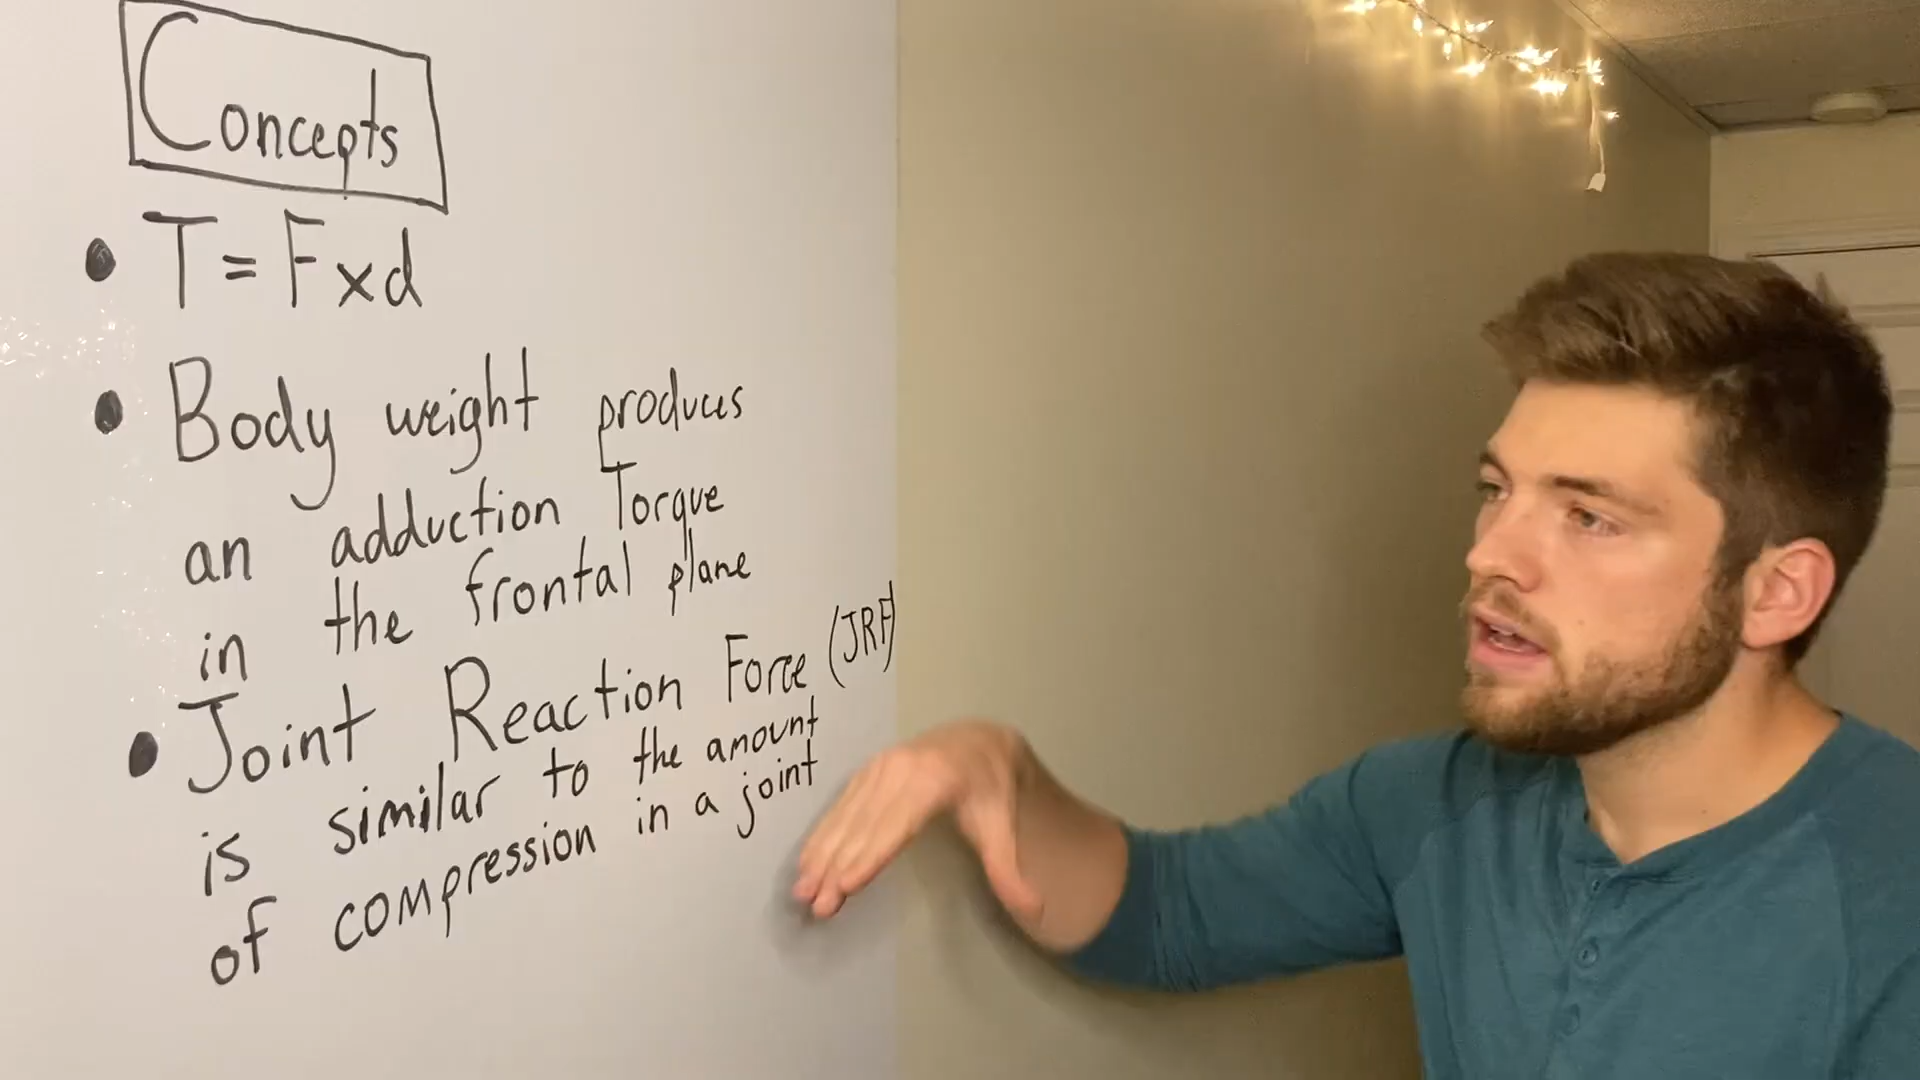 Concepts
• T = F x d
• Body weight produces
an adduction Torque
in the frontal plane
• Joint Reaction Force (JRF)
is similar to the amount
of compression in a joint